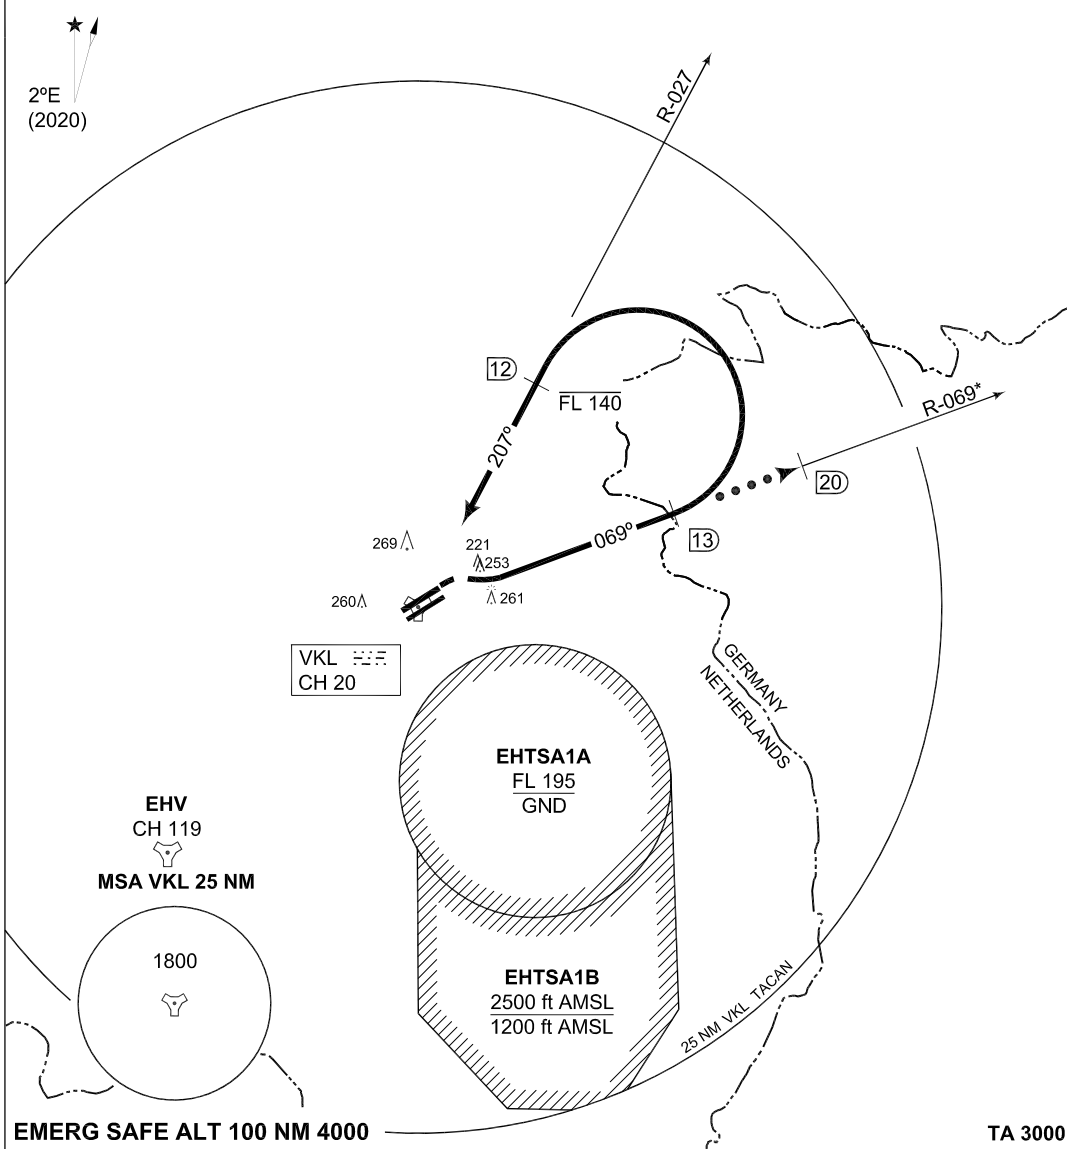 2ºE
(2020)
R-027
12
FL 140
R-069*
20
207º
069º
13
269
221
253
260
261
VKL
CH 20
GERMANY
NETHERLANDS
EHTSA1A
FL 195
GND
EHV
CH 119
MSA VKL 25 NM
1800
EHTSA1B
2500 ft AMSL
1200 ft AMSL
25 NM VKL TACAN
EMERG SAFE ALT 100 NM 4000
TA 3000